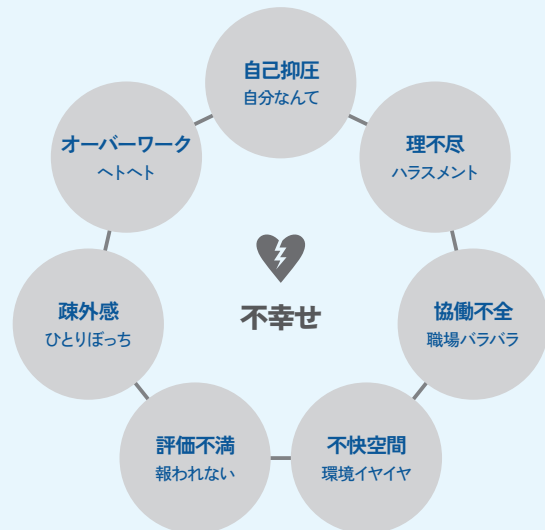 自己抑圧
自分なんて
理不尽
ハラスメント
協働不全
職場バラバラ
不快空間
環境イヤイヤ
評価不満
報われない
疎外感
ひとりぼっち
オーバーワーク
ヘトヘト
不幸せ